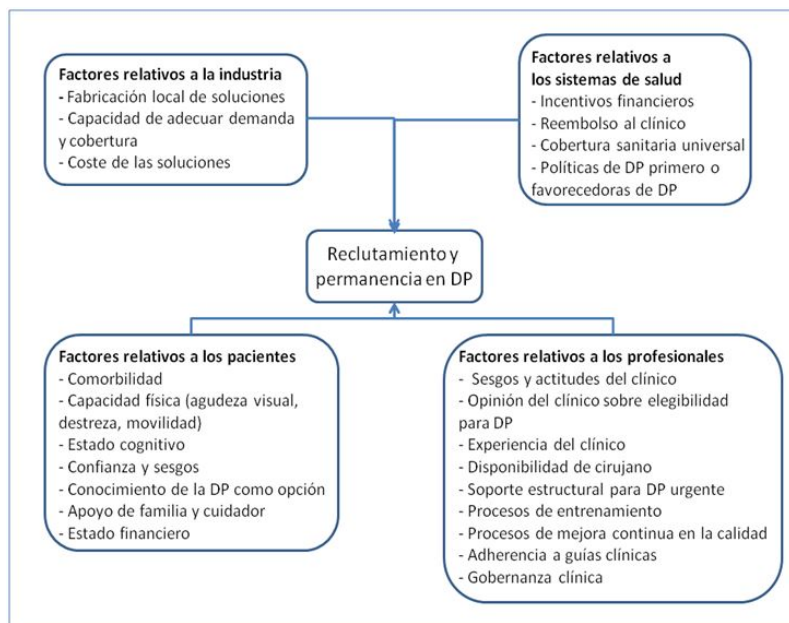 Factores relativos a la industria
- Fabricación local de soluciones
- Capacidad de adecuar demanda
y cobertura
- Coste de las soluciones
Factores relativos a
los sistemas de salud
- Incentivos financieros
- Reembolso al clínico
- Cobertura sanitaria universal
- Políticas de DP primero o
favorecedoras de DP
Reclutamiento y
permanencia en DP
Factores relativos a los pacientes
- Comorbilidad
- Capacidad física (agudeza visual,
destreza, movilidad)
- Estado cognitivo
- Confianza y sesgos
- Conocimiento de la DP como opción
- Apoyo de familia y cuidador
- Estado financiero
Factores relativos a los profesionales
- Sesgos y actitudes del clínico
- Opinión del clínico sobre elegibilidad
para DP
- Experiencia del clínico
- Disponibilidad de cirujano
- Soporte estructural para DP urgente
- Procesos de entrenamiento
- Procesos de mejora continua en la calidad
- Adherencia a guías clínicas
- Gobernanza clínica